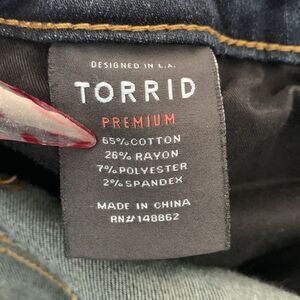 DESIGNED IN L.A.
TORRID
PREMIUM
65% COTTON
26% RAYON
7% POLYESTER
2% SPANDEX
MADE IN CHINA
RN#148862